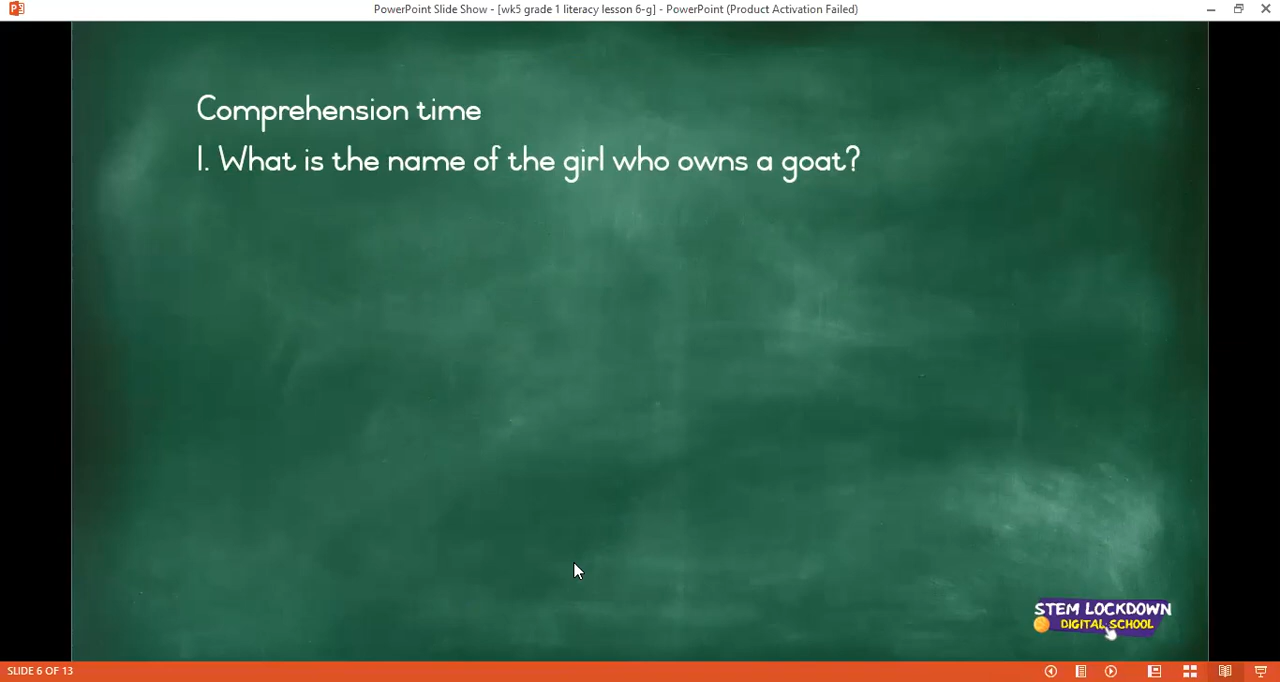 PowerPoint Slide Show - [wk5 grade 1 literacy lesson 6-g] - PowerPoint (Product Activation Failed)
Comprehension time
1. What is the name of the girl who owns a goat?
STEM LOCKDOWN
DIGITAL SCHOOL
SLIDE 6 OF 13